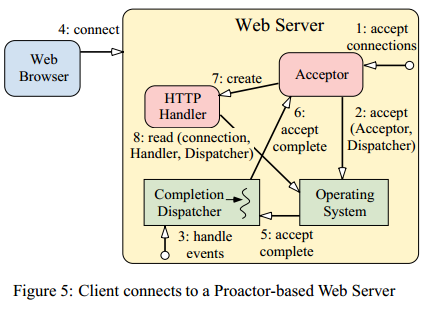 4: connect
Web Server
1: accept
connections
Web
Browser
Acceptor
7: create
HTTP
Handler
6:
accept
complete
2: accept
(Acceptor,
Dispatcher)
8: read (connection,
Handler, Dispatcher)
Completion
Dispatcher
Operating
System
3: handle
events
5: accept
complete
Figure 5: Client connects to a Proactor-based Web Server